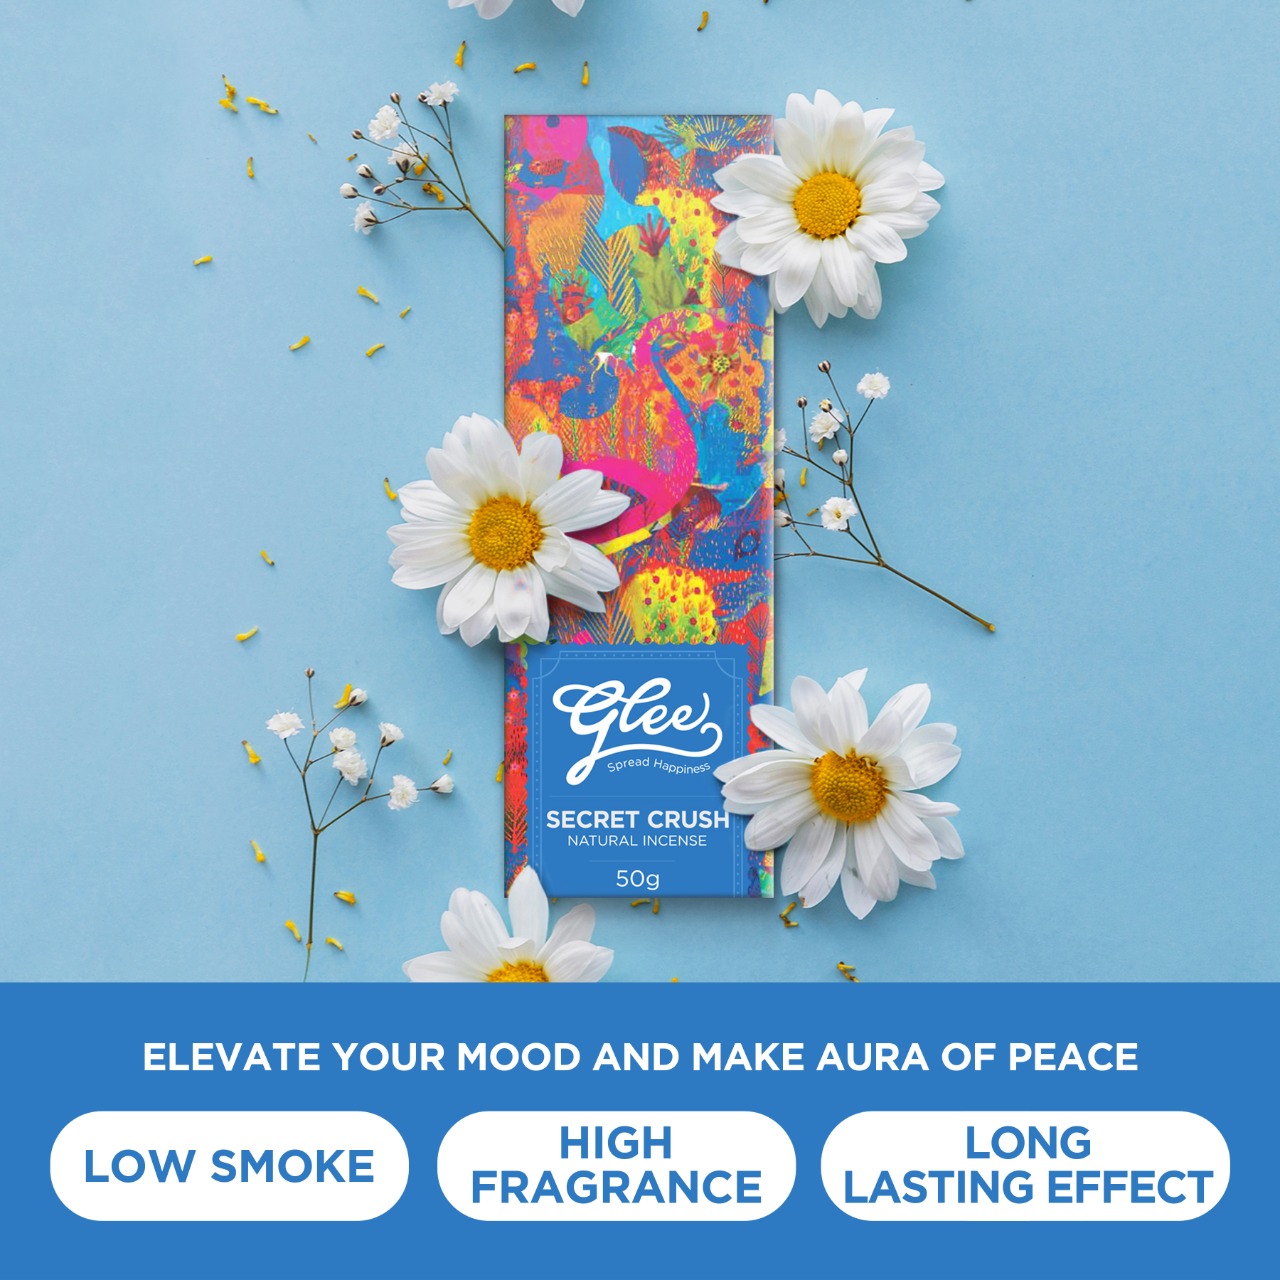 Glee
Spread Happiness
SECRET CRUSH
NATURAL INCENSE
50g
ELEVATE YOUR MOOD AND MAKE AURA OF PEACE
LOW SMOKE
HIGH
FRAGRANCE
LONG
LASTING EFFECT